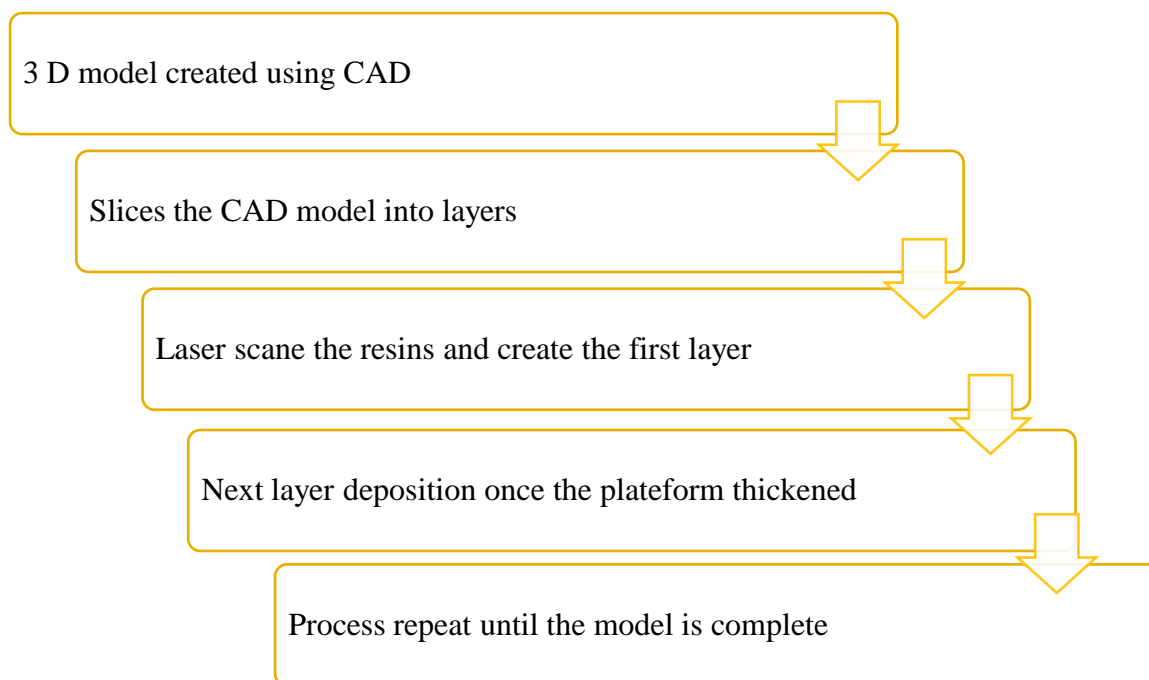 3 D model created using CAD
Slices the CAD model into layers
Laser scane the resins and create the first layer
Next layer deposition once the plateform thickened
Process repeat until the model is complete